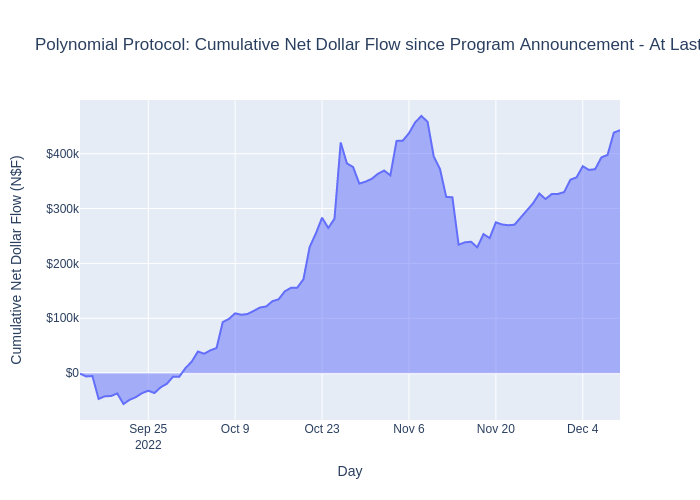 Polynomial Protocol: Cumulative Net Dollar Flow since Program Announcement - At Last
Cumulative Net Dollar Flow (N$F)
$400k
$300k
$200k
$100k
$0
Sep 25
2022
Oct 9
Oct 23
Nov 6
Nov 20
Dec 4
Day